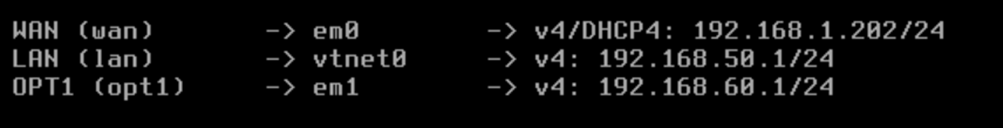 WAN (wan) -> em0 -> v4/DHCP4: 192.168.1.202/24
LAN (lan) -> vtnet0 -> v4: 192.168.50.1/24
OPT1 (opt1) -> em1 -> v4: 192.168.60.1/24